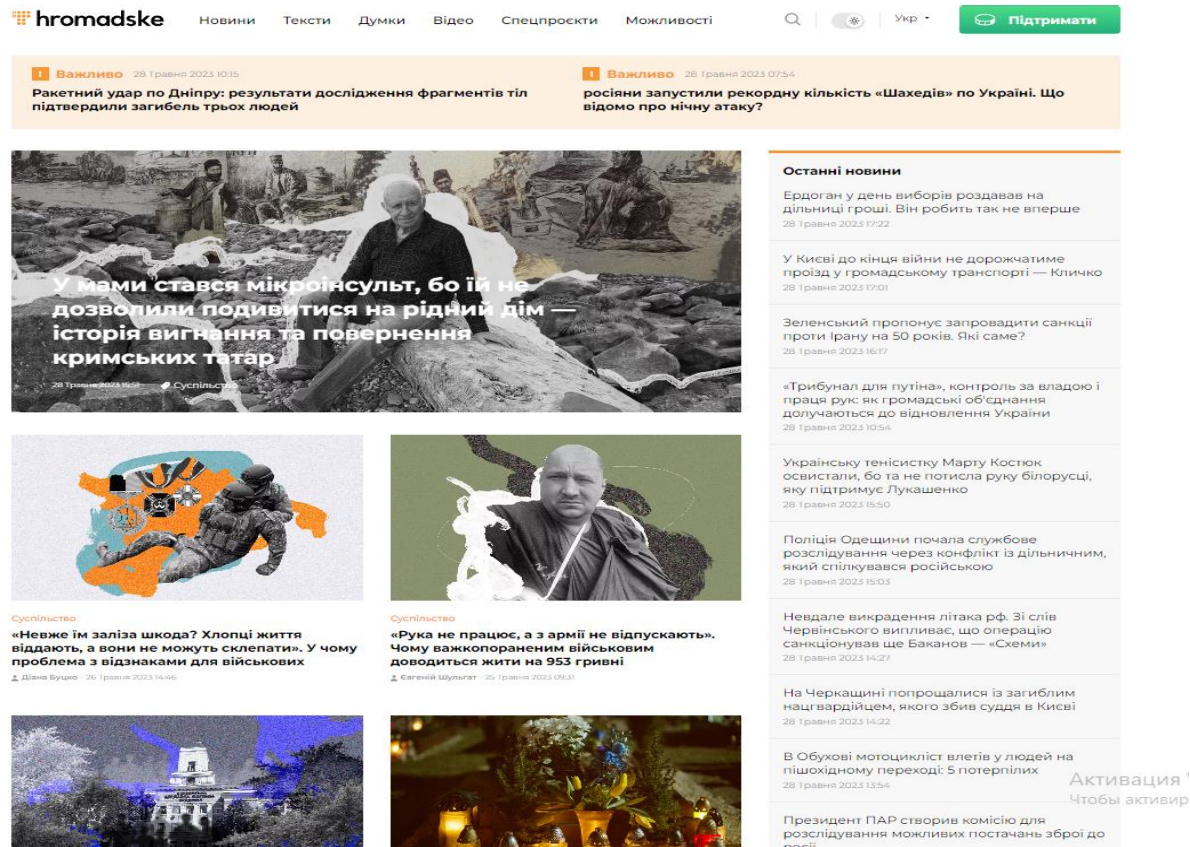 hromadske
Новини Тексти Думки Відео Спецпроєкти Можливості
Укр
Підтримати
Важливо 28 Травня 2023 10:15
Ракетний удар по Дніпру: результати дослідження фрагментів тіл
підтвердили загибель трьох людей
Важливо 28 Травня 2023 07:54
росіяни запустили рекордну кількість «Шахедів» по Україні. Що
відомо про нічну атаку?
У мами стався мікроінсульт, бо їй не
дозволили подивитися на рідний дім —
історія вигнання та повернення
кримських татар
28 Травня 2023
Суспільство
Суспільство
«Невже їм заліза шкода? Хлопці життя
віддають, а вони не можуть склепати». У чому
проблема з відзнаками для військових
Діана Буцко - 26 Травня 2023 14:46
Суспільство
«Рука не працює, а з армії не відпускають».
Чому важкопораненим військовим
доводиться жити на 953 гривні
Євгеній Шульгат - 25 Травня 2023 09:31
Останні новини
Ердоган у день виборів роздавав на
дільниці гроші. Він робить так не вперше
28 Травня 2023 17:22
У Києві до кінця війни не дорожчатиме
проїзд у громадському транспорті — Кличко
28 Травня 2023 17:01
Зеленський пропонує запровадити санкції
проти Ірану на 50 років. Які саме?
28 Травня 2023 16:17
«Трибунал для путіна», контроль за владою і
праця рук: як громадські об'єднання
долучаються до відновлення України
28 Травня 2023 10:54
Українську тенісистку Марту Костюк
освистали, бо та не потисла руку білорусці,
яку підтримує Лукашенко
28 Травня 2023 15:50
Поліція Одещини почала службове
розслідування через конфлікт із дільничним,
який спілкувався російською
28 Травня 2023 15:03
Невдале викрадення літака рф. Зі слів
Червінського випливає, що операцію
санкціонував ще Баканов — «Схеми»
28 Травня 2023 14:27
На Черкащині попрощалися із загиблим
нацгвардійцем, якого збив суддя в Києві
28 Травня 2023 14:22
В Обухові мотоцикліст влетів у людей на
пішохідному переході: 5 потерпілих
28 Травня 2023 13:54
Президент ПАР створив комісію для
розслідування можливих постачань зброї до
росії
Активация
Чтобы активир